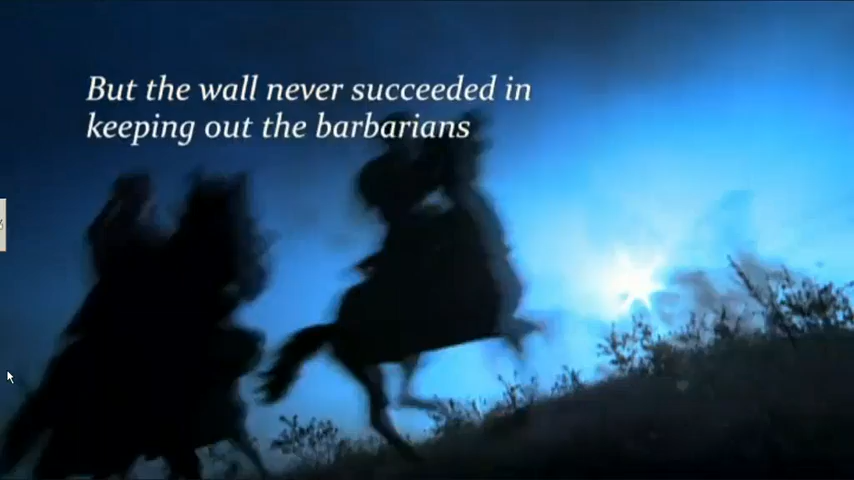 But the wall never succeeded in
keeping out the barbarians